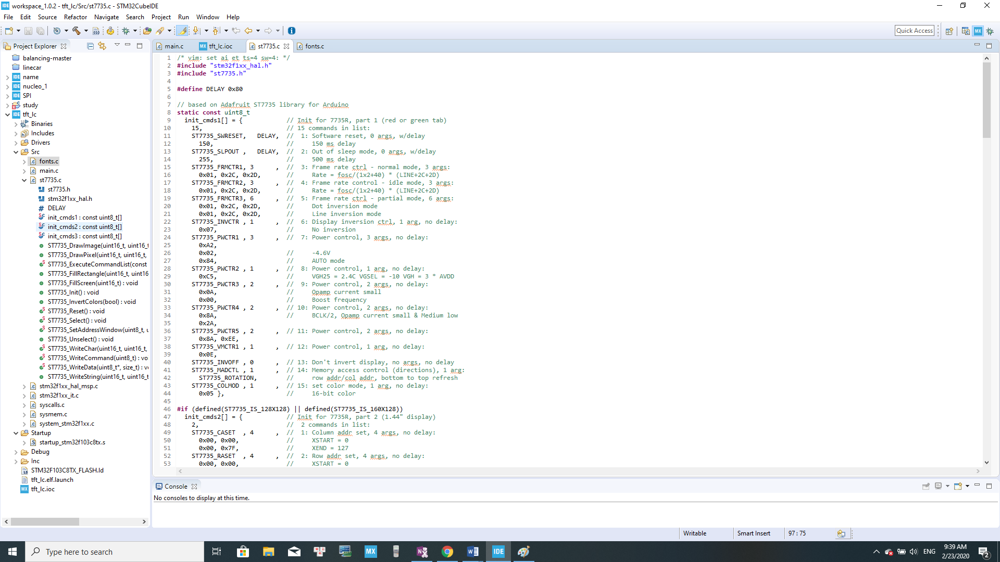 workspace_1.0.2 - tft_lc/Src/st7735.c - STM32CubeIDE
File Edit Source Refactor Navigate Search Project Run Window Help
Quick Access
Project Explorer
balancing-master
linecar
name
nucleo_1
SPI
study
tft_lc
Binaries
Includes
Drivers
Src
fonts.c
main.c
st7735.c
st7735.h
stm32f1xx_hal.h
DELAY
init_cmds1 : const uint8_t[]
init_cmds2 : const uint8_t[]
init_cmds3 : const uint8_t[]
ST7735_DrawImage(uint16_t, uint16_t
ST7735_DrawPixel(uint16_t, uint16_t,
ST7735_ExecuteCommandList(const
ST7735_FillRectangle(uint16_t, uint16
ST7735_FillScreen(uint16_t) : void
ST7735_Init() : void
ST7735_InvertColors(bool) : void
ST7735_Reset() : void
ST7735_Select() : void
ST7735_SetAddressWindow(uint8_t, u
ST7735_Unselect() : void
ST7735_WriteChar(uint16_t, uint16_t,
ST7735_WriteCommand(uint8_t) : vo
ST7735_WriteData(uint8_t*, size_t) : v
ST7735_WriteString(uint16_t, uint16_t
stm32f1xx_hal_msp.c
stm32f1xx_it.c
syscalls.c
sysmem.c
system_stm32f1xx.c
Startup
startup_stm32f103c8tx.s
Debug
Inc
STM32F103C8TX_FLASH.ld
tft_lc.elf.launch
tft_lc.ioc
main.c tft_lc.ioc st7735.c fonts.c
1 /* vim: set ai et ts=4 sw=4: */
2 #include "stm32f1xx_hal.h"
3 #include "st7735.h"
4
5 #define DELAY 0x80
6
7 // based on Adafruit ST7735 library for Arduino
8 static const uint8_t
9 init_cmds1[] = { // Init for 7735R, part 1 (red or green tab)
10 15, // 15 commands in list:
11 ST7735_SWRESET, DELAY, // 1: Software reset, 0 args, w/delay
12 150, // 150 ms delay
13 ST7735_SLPOUT , DELAY, // 2: Out of sleep mode, 0 args, w/delay
14 255, // 500 ms delay
15 ST7735_FRMCTR1, 3 , // 3: Frame rate ctrl - normal mode, 3 args:
16 0x01, 0x2C, 0x2D, // Rate = fosc/(1x2+40) * (LINE+2C+2D)
17 ST7735_FRMCTR2, 3 , // 4: Frame rate control - idle mode, 3 args:
18 0x01, 0x2C, 0x2D, // Rate = fosc/(1x2+40) * (LINE+2C+2D)
19 ST7735_FRMCTR3, 6 , // 5: Frame rate ctrl - partial mode, 6 args:
20 0x01, 0x2C, 0x2D, // Dot inversion mode
21 0x01, 0x2C, 0x2D, // Line inversion mode
22 ST7735_INVCTR , 1 , // 6: Display inversion ctrl, 1 arg, no delay:
23 0x07, // No inversion
24 ST7735_PWCTR1 , 3 , // 7: Power control, 3 args, no delay:
25 0xA2,
26 0x02, // -4.6V
27 0x84, // AUTO mode
28 ST7735_PWCTR2 , 1 , // 8: Power control, 1 arg, no delay:
29 0xC5, // VGH25 = 2.4C VGSEL = -10 VGH = 3 * AVDD
30 ST7735_PWCTR3 , 2 , // 9: Power control, 2 args, no delay:
31 0x0A, // Opamp current small
32 0x00, // Boost frequency
33 ST7735_PWCTR4 , 2 , // 10: Power control, 2 args, no delay:
34 0x8A, // BCLK/2, Opamp current small & Medium low
35 0x2A,
36 ST7735_PWCTR5 , 2 , // 11: Power control, 2 args, no delay:
37 0x8A, 0xEE,
38 ST7735_VMCTR1 , 1 , // 12: Power control, 1 arg, no delay:
39 0x0E,
40 ST7735_INVOFF , 0 , // 13: Don't invert display, no args, no delay
41 ST7735_MADCTL , 1 , // 14: Memory access control (directions), 1 arg:
42 ST7735_ROTATION, // row addr/col addr, bottom to top refresh
43 ST7735_COLMOD , 1 , // 15: set color mode, 1 arg, no delay:
44 0x05 }, // 16-bit color
45
46 #if (defined(ST7735_IS_128X128) || defined(ST7735_IS_160X128))
47 init_cmds2[] = { // Init for 7735R, part 2 (1.44" display)
48 2, // 2 commands in list:
49 ST7735_CASET , 4 , // 1: Column addr set, 4 args, no delay:
50 0x00, 0x00, // XSTART = 0
51 0x00, 0x7F, // XEND = 127
52 ST7735_RASET , 4 , // 2: Row addr set, 4 args, no delay:
53 0x00, 0x00, // XSTART = 0
Console
No consoles to display at this time.
Writable Smart Insert 97 : 75
Type here to search
ENG
9:39 AM
2/23/2020
2